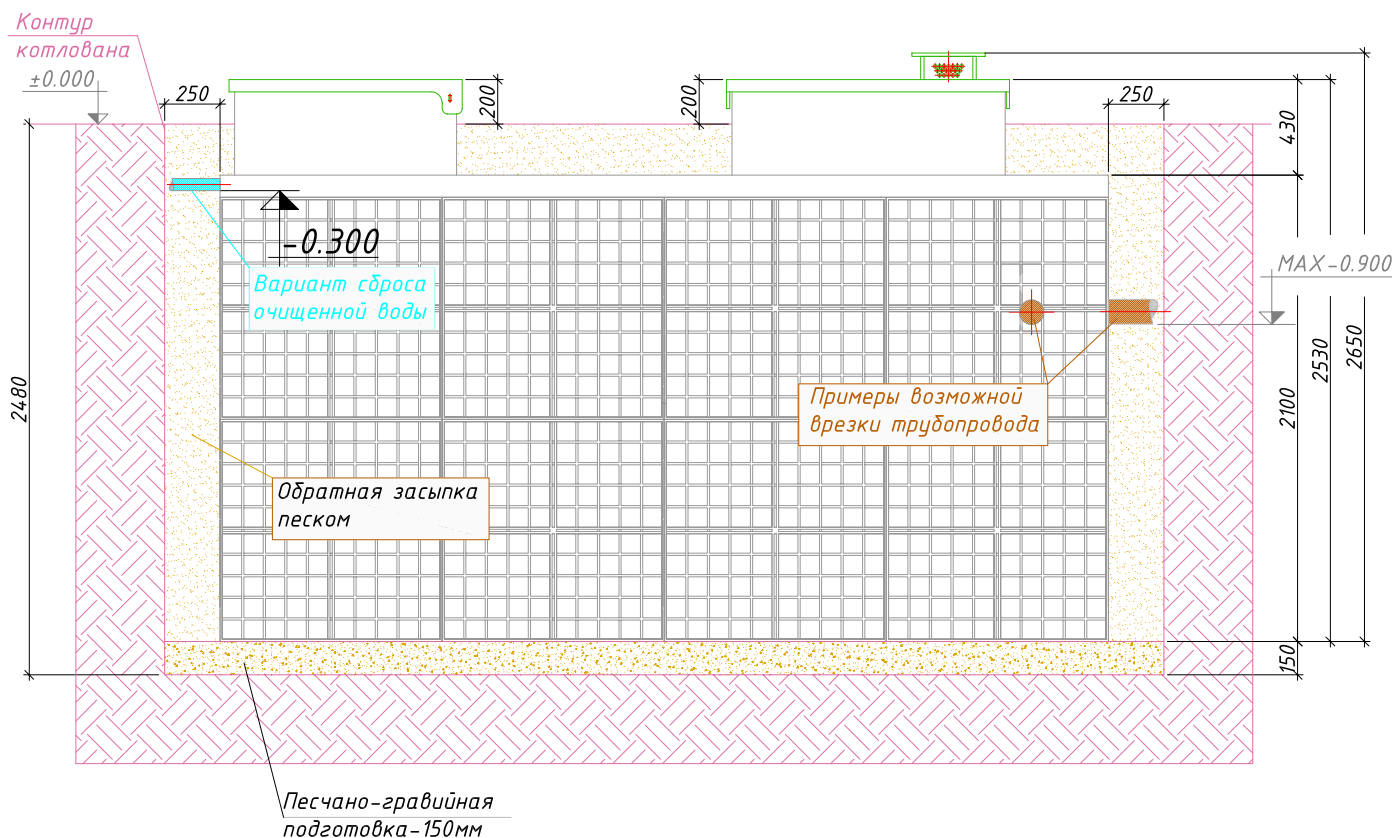 Контур
котлована
±0.000
250
200
200
250
430
-0.300
Вариант сброса
очищенной воды
MAX-0.900
2480
2100
2530
2650
Примеры возможной
врезки трубопровода
Обратная засыпка
песком
150
Песчано-гравийная
подготовка-150мм